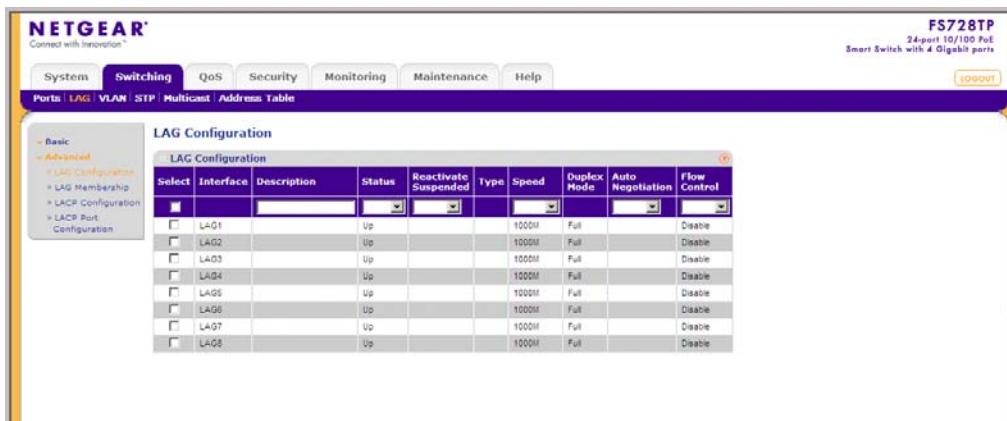 NETGEAR
Connect with Innovation™
FS728TP
24-port 10/100 PoE
Smart Switch with 4 Gigabit ports
System Switching QoS Security Monitoring Maintenance Help
LOGOUT
Ports LAG VLAN STP Multicast Address Table
Basic
Advanced
» LAG Configuration
» LAG Membership
» LACP Configuration
» LACP Port
Configuration
LAG Configuration
LAG Configuration
Select Interface Description Status Reactivate Suspended Type Speed Duplex Mode Auto Negotiation Flow Control
LAG1 Up 1000M Full Disable
LAG2 Up 1000M Full Disable
LAG3 Up 1000M Full Disable
LAG4 Up 1000M Full Disable
LAG5 Up 1000M Full Disable
LAG6 Up 1000M Full Disable
LAG7 Up 1000M Full Disable
LAG8 Up 1000M Full Disable